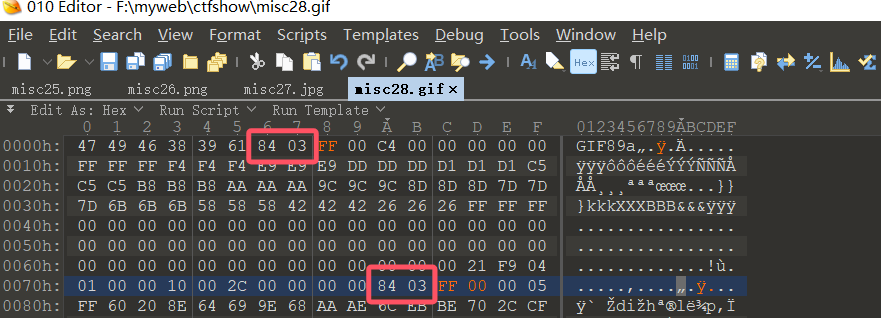 010 Editor - F:\myweb\ctfshow\misc28.gif
File Edit Search View Format Scripts Templates Debug Tools Window Help
Hex
misc25.png misc26.png misc27.jpg misc28.gif ×
Edit As: Hex Run Script Run Template
0 1 2 3 4 5 6 7 8 9 A B C D E F 0123456789ABCDEF
0000h: 47 49 46 38 39 61 84 03 FF 00 C4 00 00 00 00 00 GIF89a„.ÿ.Ä.....
0010h: FF FF FF F4 F4 F4 E9 E9 E9 DD DD DD D1 D1 D1 C5 ÿÿÿôôôéééÝÝÝÑÑÑÅ
0020h: C5 C5 B8 B8 B8 AA AA AA 9C 9C 9C 8D 8D 8D 7D 7D ÅÅ¸¸¸ªªªœœœ...}}
0030h: 7D 6B 6B 6B 58 58 58 42 42 42 26 26 26 FF FF FF }kkkXXXBBB&&&ÿÿÿ
0040h: 00 00 00 00 00 00 00 00 00 00 00 00 00 00 00 00 ................
0050h: 00 00 00 00 00 00 00 00 00 00 00 00 00 00 00 00 ................
0060h: 00 00 00 00 00 00 00 00 00 00 00 00 00 21 F9 04 .............!ù.
0070h: 01 00 00 10 00 2C 00 00 00 00 84 03 FF 00 00 05 .....,....„.ÿ...
0080h: FF 60 20 8E 64 69 9E 68 AA AE 6C EB BE 70 2C CF ÿ` Ždižhª®lë¾p,Ï